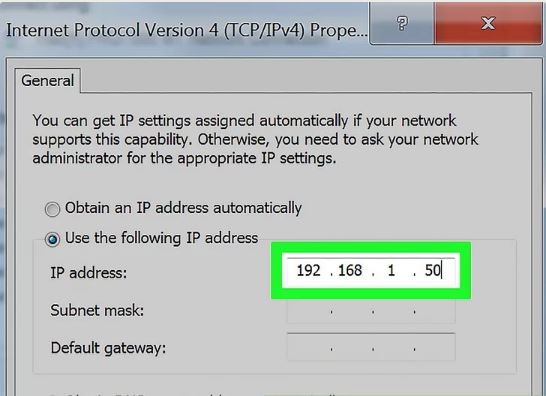 Internet Protocol Version 4 (TCP/IPv4) Prope...
?
X
General
You can get IP settings assigned automatically if your network
supports this capability. Otherwise, you need to ask your network
administrator for the appropriate IP settings.
Obtain an IP address automatically
Use the following IP address
IP address: 192 . 168 . 1 . 50
Subnet mask: . . .
Default gateway: . . .